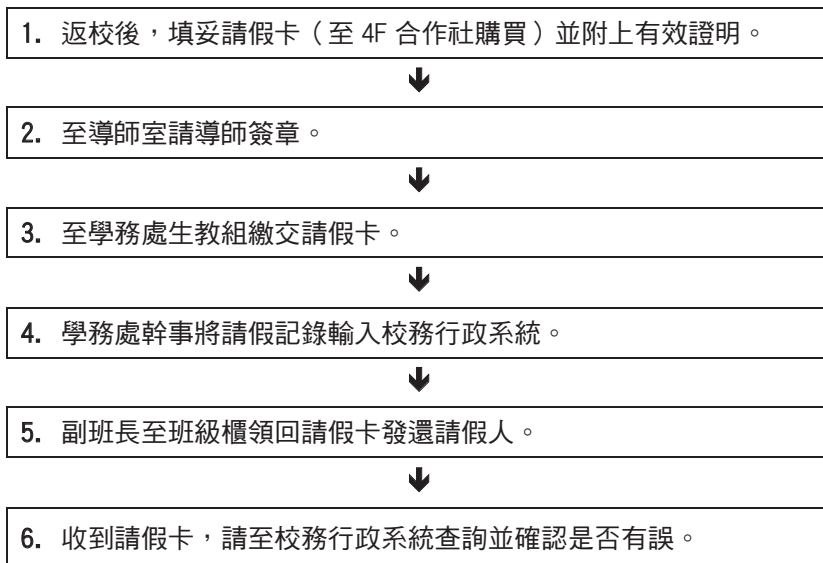 1. 返校後，填妥請假卡（至 4F 合作社購買）並附上有效證明。
2. 至導師室請導師簽章。
3. 至學務處生教組繳交請假卡。
4. 學務處幹事將請假記錄輸入校務行政系統。
5. 副班長至班級櫃領回請假卡發還請假人。
6. 收到請假卡，請至校務行政系統查詢並確認是否有誤。